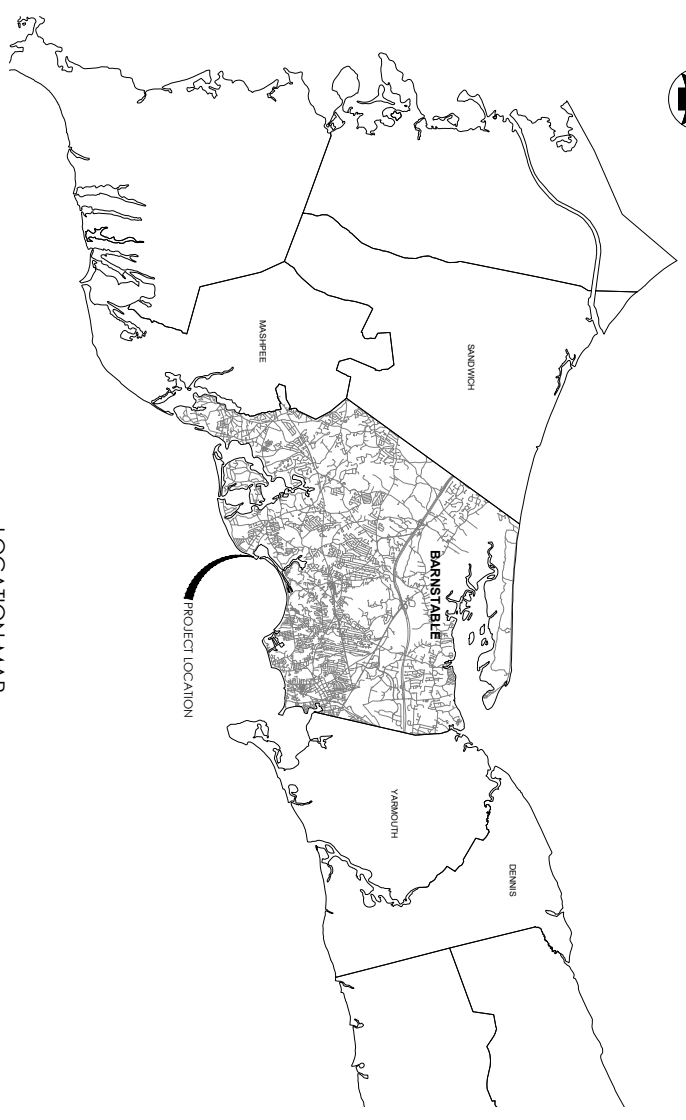 SANDWICH
MASHPEE
BARNSTABLE
DENNIS
YARMOUTH
PROJECT LOCATION
LOCATION MAP